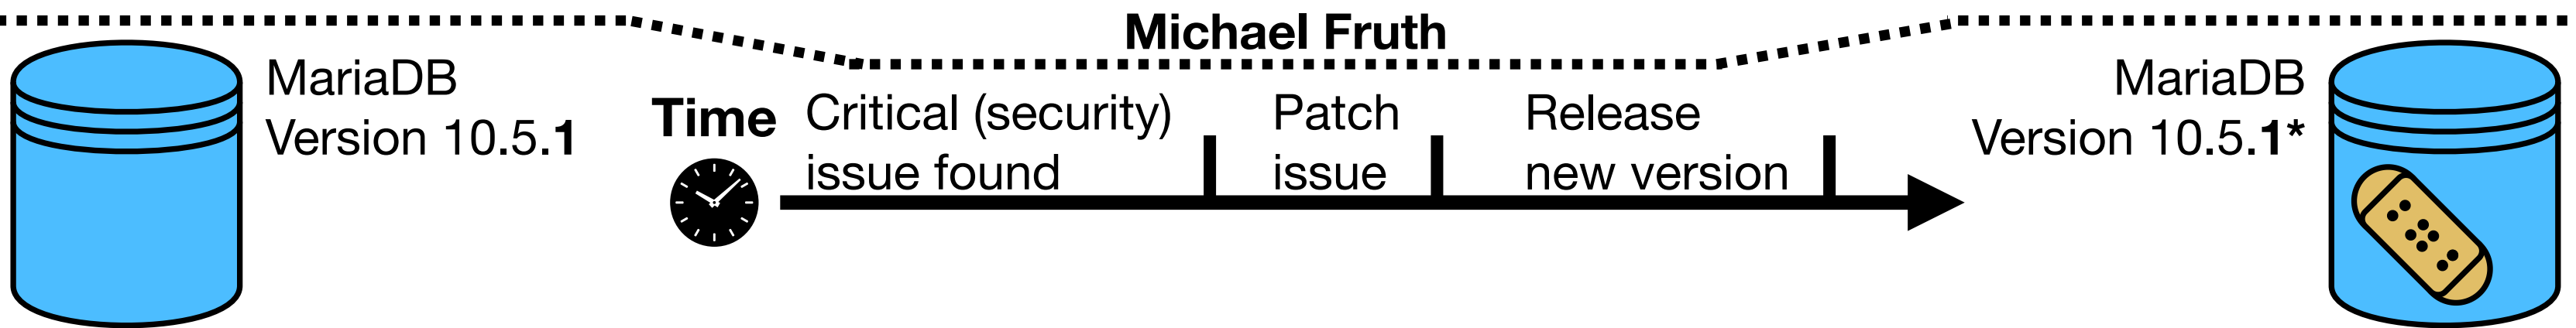 Michael Fruth
MariaDB
Version 10.5.1
Time
Critical (security)
issue found
Patch
issue
Release
new version
MariaDB
Version 10.5.1*